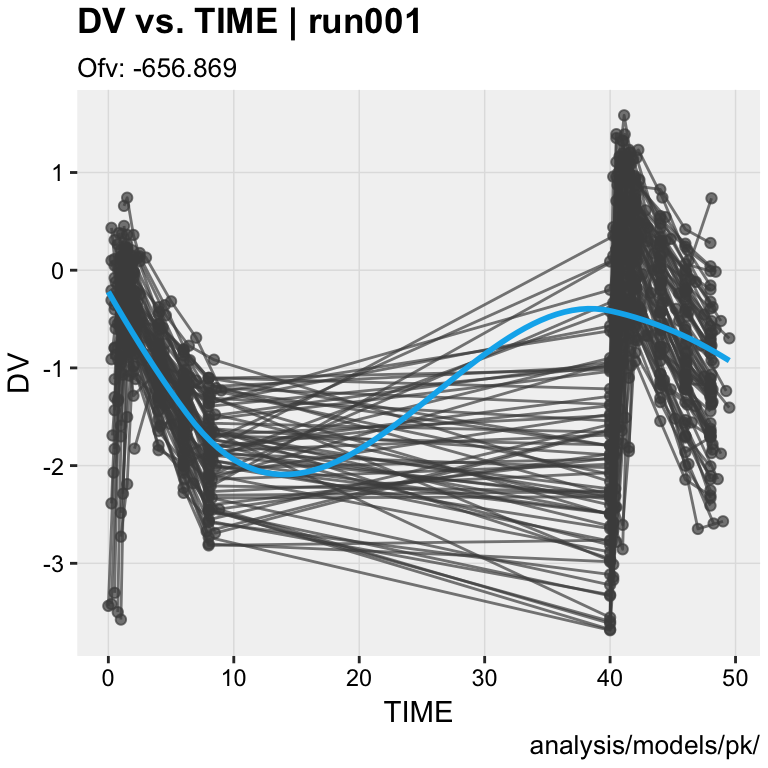 DV vs. TIME | run001
Ofv: -656.869
1
0
-1
-2
-3
DV
0 10 20 30 40 50
TIME
analysis/models/pk/